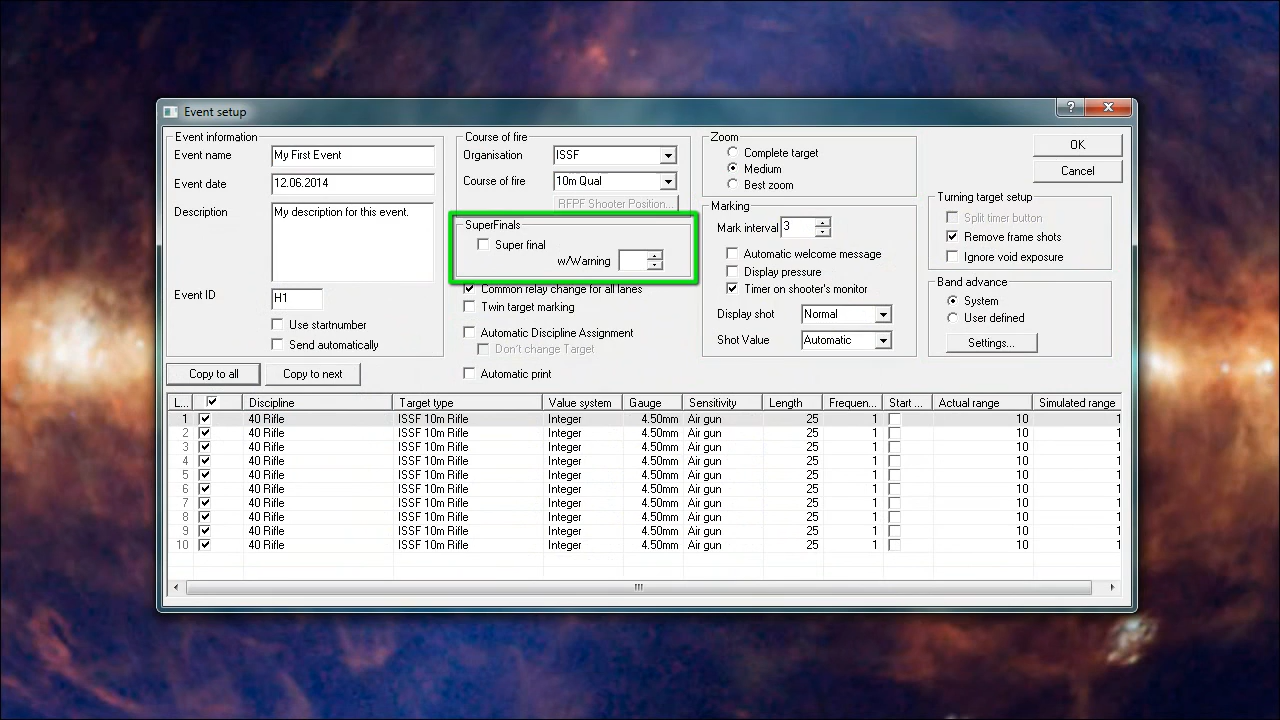 Event setup
?
Event information
Event name
My First Event
Event date
12.06.2014
Description
My description for this event.
Event ID
H1
Use startnumber
Send automatically
Copy to all
Copy to next
Course of fire
Organisation
ISSF
Course of fire
10m Qual
RFPF Shooter Position...
SuperFinals
Super final
w/Warning
Common relay change for all lanes
Twin target marking
Automatic Discipline Assignment
Don't change Target
Automatic print
Zoom
Complete target
Medium
Best zoom
Marking
Mark interval
3
Automatic welcome message
Display pressure
Timer on shooter's monitor
Display shot
Normal
Shot Value
Automatic
OK
Cancel
Turning target setup
Split timer button
Remove frame shots
Ignore void exposure
Band advance
System
User defined
Settings...
L... Discipline Target type Value system Gauge Sensitivity Length Frequen... Start ... Actual range Simulated range
1 40 Rifle ISSF 10m Rifle Integer 4.50mm Air gun 25 1 10 1
2 40 Rifle ISSF 10m Rifle Integer 4.50mm Air gun 25 1 10 1
3 40 Rifle ISSF 10m Rifle Integer 4.50mm Air gun 25 1 10 1
4 40 Rifle ISSF 10m Rifle Integer 4.50mm Air gun 25 1 10 1
5 40 Rifle ISSF 10m Rifle Integer 4.50mm Air gun 25 1 10 1
6 40 Rifle ISSF 10m Rifle Integer 4.50mm Air gun 25 1 10 1
7 40 Rifle ISSF 10m Rifle Integer 4.50mm Air gun 25 1 10 1
8 40 Rifle ISSF 10m Rifle Integer 4.50mm Air gun 25 1 10 1
9 40 Rifle ISSF 10m Rifle Integer 4.50mm Air gun 25 1 10 1
10 40 Rifle ISSF 10m Rifle Integer 4.50mm Air gun 25 1 10 1